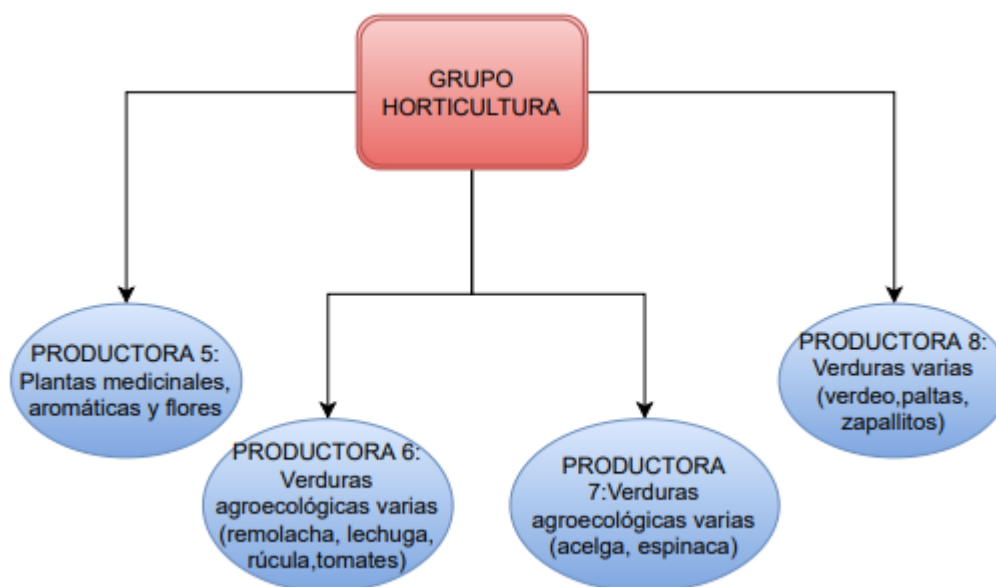 GRUPO
HORTICULTURA
PRODUCTORA 5:
Plantas medicinales,
aromáticas y flores
PRODUCTORA 6:
Verduras
agroecológicas varias
(remolacha, lechuga,
rúcula,tomates)
PRODUCTORA
7:Verduras
agroecológicas varias
(acelga, espinaca)
PRODUCTORA 8:
Verduras varias
(verdeo,paltas,
zapallitos)